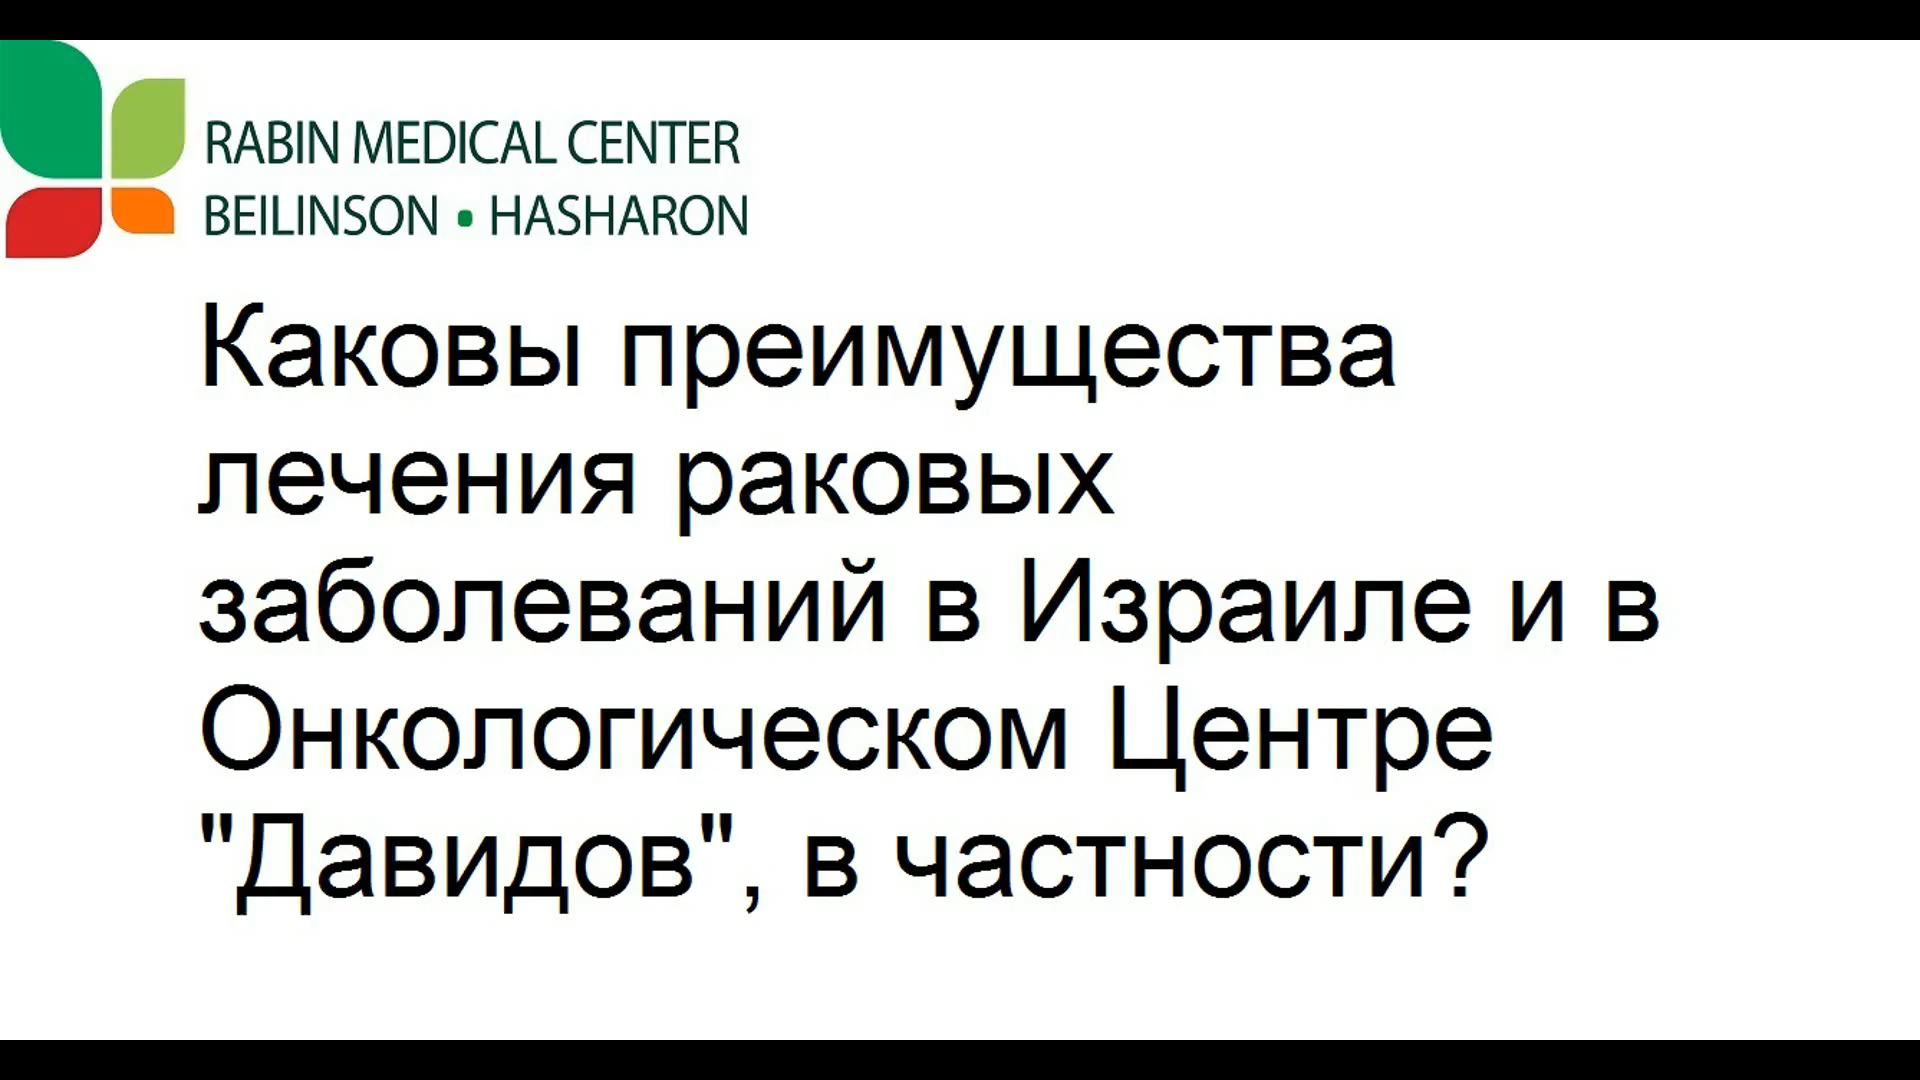 RABIN MEDICAL CENTER
BEILINSON • HASHARON
Каковы преимущества
лечения раковых
заболеваний в Израиле и в
Онкологическом Центре
"Давидов", в частности?